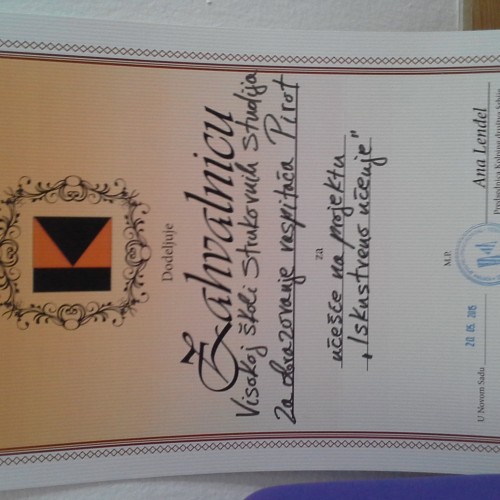 Dodeljuje
Zahvalnicu
Visokoj školi strukovnih studija
Za obrazovanje vaspitača Pirot
za
učešće na projektu
„Iskustveno učenje"
M.P.
U Novom Sadu 20. 05. 2015
Ana Lendel